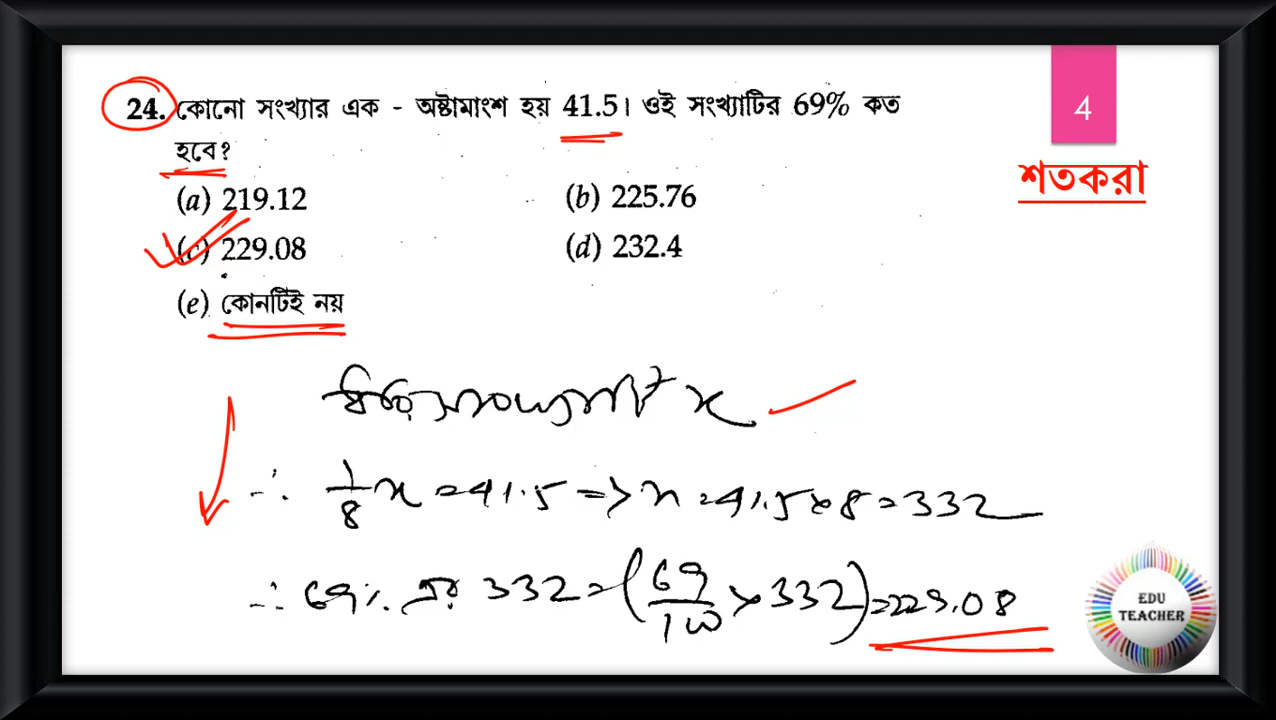 24. কোনো সংখ্যার এক - অষ্টামাংশ হয় 41.5। ওই সংখ্যাটির 69% কত
হবে?
(a) 219.12 (b) 225.76
(c) 229.08 (d) 232.4
(e) কোনটিই নয়
4
শতকরা
ধরি সংখ্যাটি x
∴ 1/8 x = 41.5 => x = 41.5 × 8 = 332
∴ 69% এর 332 = (69/100 × 332) = 229.08
EDU
TEACHER